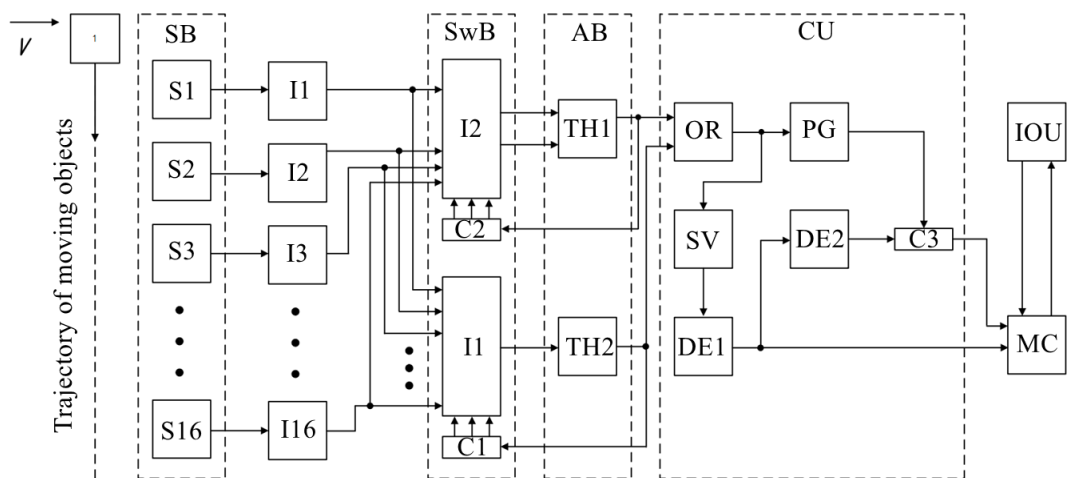 V
1
Trajectory of moving objects
SB
SwB
AB
CU
S1
I1
I2
TH1
OR
PG
IOU
S2
I2
C2
SV
DE2
C3
S3
I3
I1
TH2
DE1
MC
S16
I16
C1